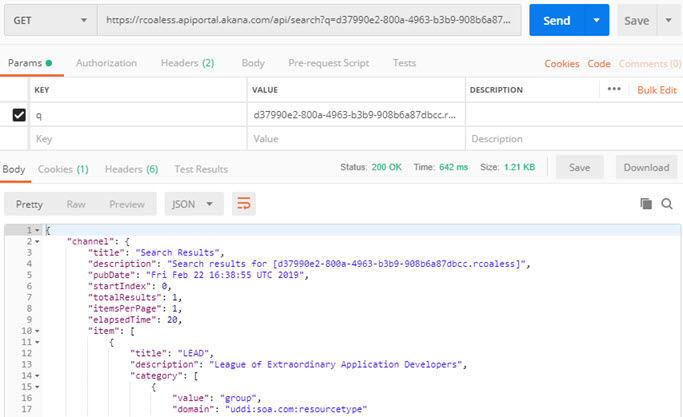 GET https://rcoaless.apiportal.akana.com/api/search?q=d37990e2-800a-4963-b3b9-908b6a87... Send Save
Params Authorization Headers (2) Body Pre-request Script Tests Cookies Code Comments (0)
KEY VALUE DESCRIPTION ••• Bulk Edit
q d37990e2-800a-4963-b3b9-908b6a87dbcc.r...
Key Value Description
Body Cookies (1) Headers (6) Test Results Status: 200 OK Time: 642 ms Size: 1.21 KB Save Download
Pretty Raw Preview JSON
1 {
2 "channel": {
3 "title": "Search Results",
4 "description": "Search results for [d37990e2-800a-4963-b3b9-908b6a87dbcc.rcoaless]",
5 "pubDate": "Fri Feb 22 16:38:55 UTC 2019",
6 "startIndex": 0,
7 "totalResults": 1,
8 "itemsPerPage": 1,
9 "elapsedTime": 20,
10 "item": [
11 {
12 "title": "LEAD",
13 "description": "League of Extraordinary Application Developers",
14 "category": [
15 {
16 "value": "group",
17 "domain": "uddi:soa.com:resourcetype"